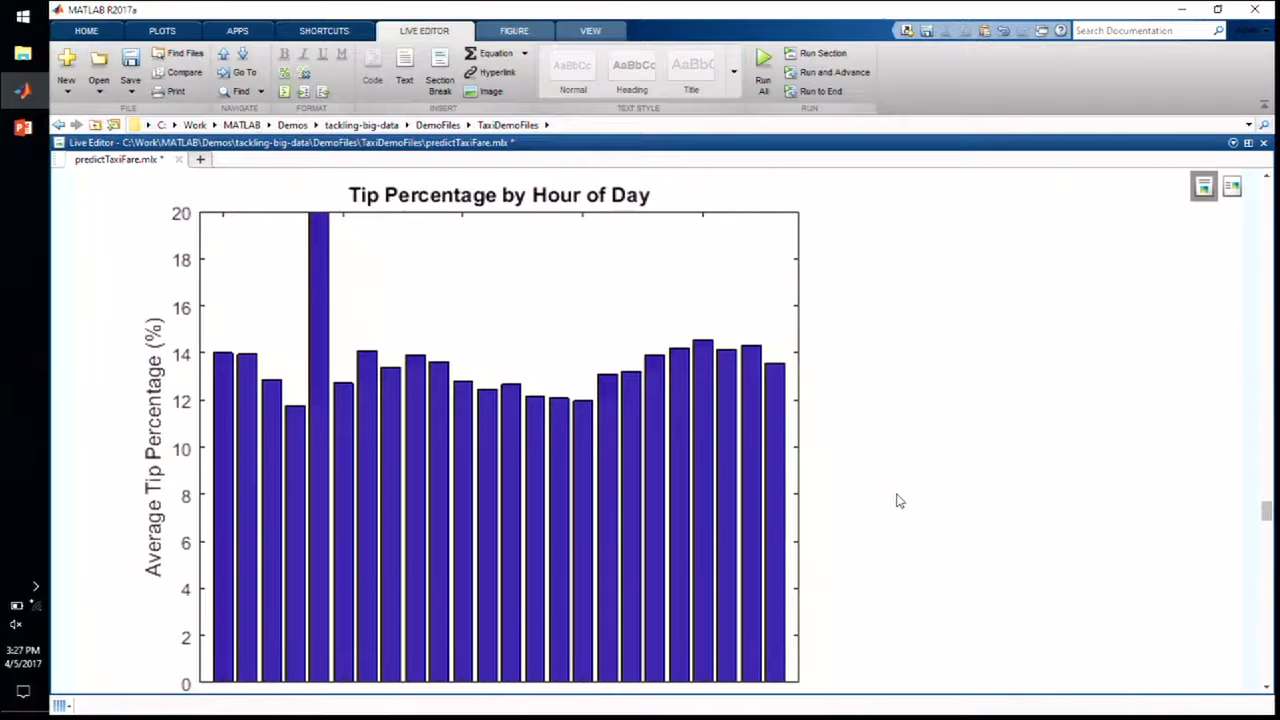 MATLAB R2017a
HOME PLOTS APPS SHORTCUTS LIVE EDITOR FIGURE VIEW
Search Documentation
New Open Save Find Files Compare Print
FILE
Go To Find
NAVIGATE
B I U M
FORMAT
Code Text Section Break Equation Hyperlink Image
INSERT
AaBbCc Normal AaBbCc Heading AaBbC Title
TEXT STYLE
Run All Run Section Run and Advance Run to End
RUN
C: Work MATLAB Demos tackling-big-data DemoFiles TaxiDemoFiles
Live Editor - C:\Work\MATLAB\Demos\tackling-big-data\DemoFiles\TaxiDemoFiles\predictTaxiFare.mlx *
predictTaxiFare.mlx *
Tip Percentage by Hour of Day
20
18
16
14
12
10
8
6
4
2
0
Average Tip Percentage (%)
3:27 PM
4/5/2017